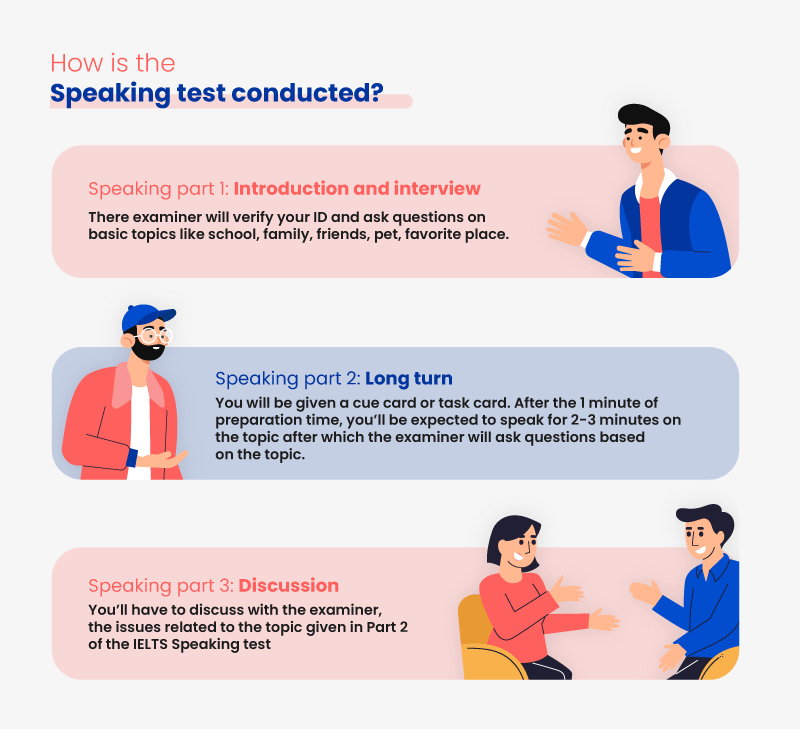 How is the
Speaking test conducted?
Speaking part 1: Introduction and interview
There examiner will verify your ID and ask questions on
basic topics like school, family, friends, pet, favorite place.
Speaking part 2: Long turn
You will be given a cue card or task card. After the 1 minute of
preparation time, you’ll be expected to speak for 2-3 minutes on
the topic after which the examiner will ask questions based
on the topic.
Speaking part 3: Discussion
You’ll have to discuss with the examiner,
the issues related to the topic given in Part 2
of the IELTS Speaking test